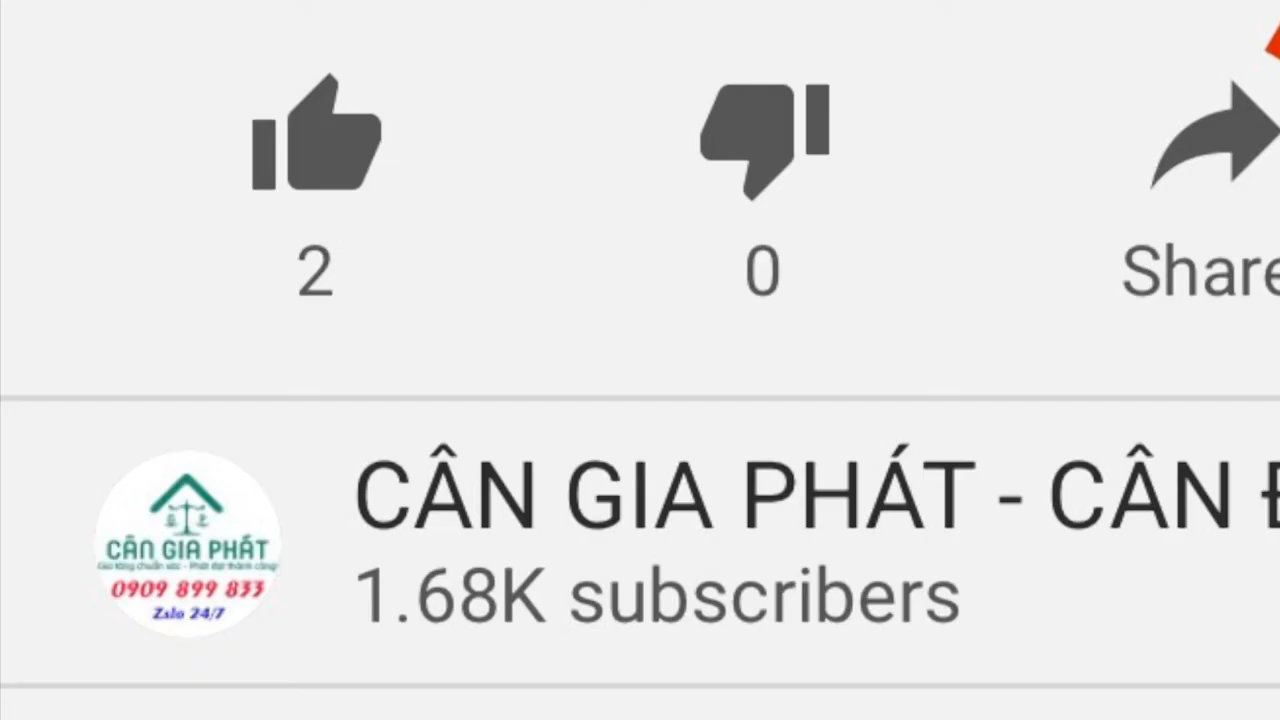 2
0
Share
CÂN GIA PHÁT - CÂN
1.68K subscribers
CÂN GIA PHÁT
0909 899 833
Zalo 24/7